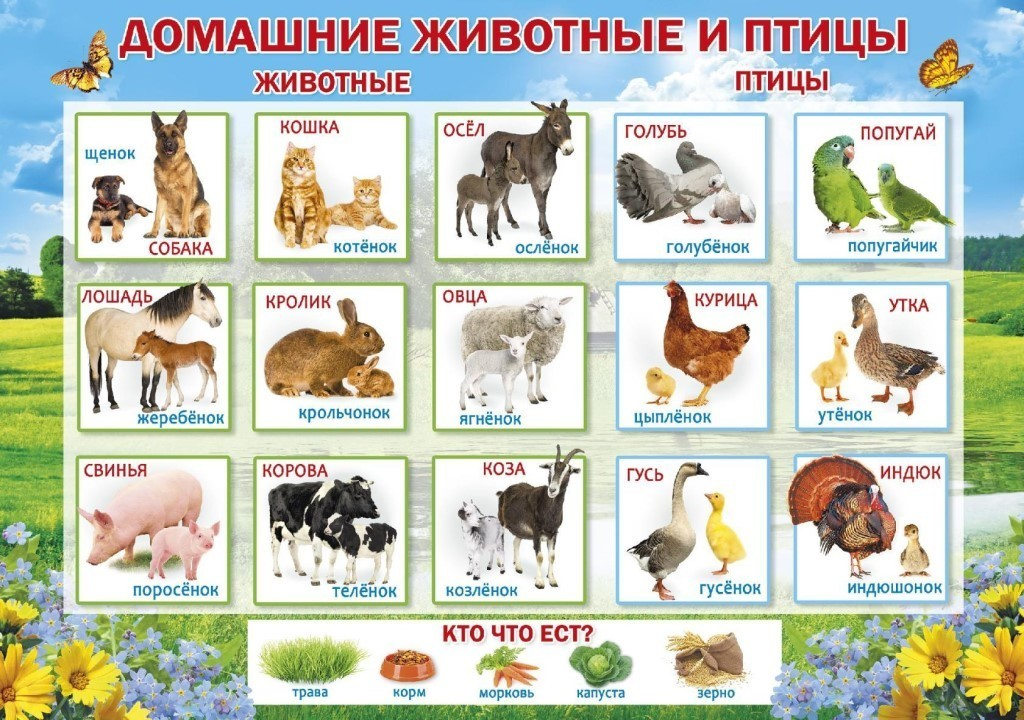 ДОМАШНИЕ ЖИВОТНЫЕ И ПТИЦЫ
ЖИВОТНЫЕ
ПТИЦЫ
щенок
СОБАКА
КОШКА
котёнок
ОСЁЛ
ослёнок
ГОЛУБЬ
голубёнок
ПОПУГАЙ
попугайчик
ЛОШАДЬ
жеребёнок
КРОЛИК
крольчонок
ОВЦА
ягнёнок
КУРИЦА
цыплёнок
УТКА
утёнок
СВИНЬЯ
поросёнок
КОРОВА
телёнок
КОЗА
козлёнок
ГУСЬ
гусёнок
ИНДЮК
индюшонок
КТО ЧТО ЕСТ?
трава
корм
морковь
капуста
зерно